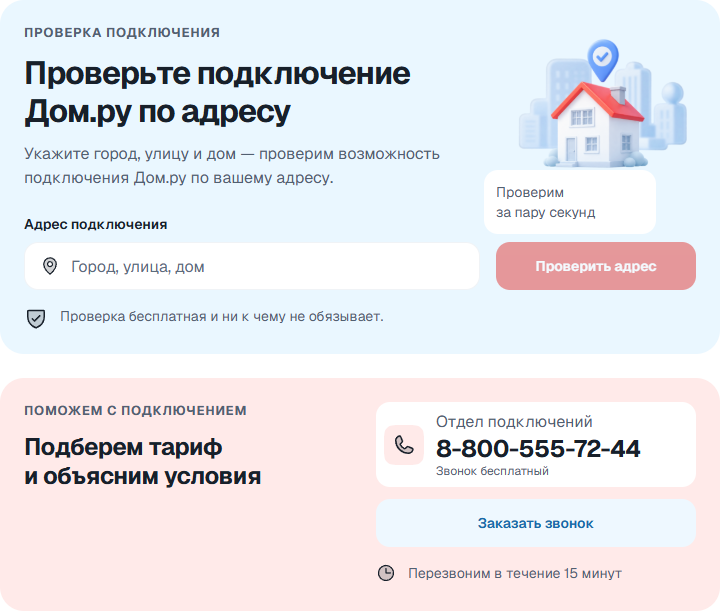 ПРОВЕРКА ПОДКЛЮЧЕНИЯ
Проверьте подключение
Дом.ру по адресу
Укажите город, улицу и дом — проверим возможность
подключения Дом.ру по вашему адресу.
Проверим
за пару секунд
Адрес подключения
Город, улица, дом
Проверить адрес
Проверка бесплатная и ни к чему не обязывает.
ПОМОЖЕМ С ПОДКЛЮЧЕНИЕМ
Подберем тариф
и объясним условия
Отдел подключений
8-800-555-72-44
Звонок бесплатный
Заказать звонок
Перезвоним в течение 15 минут